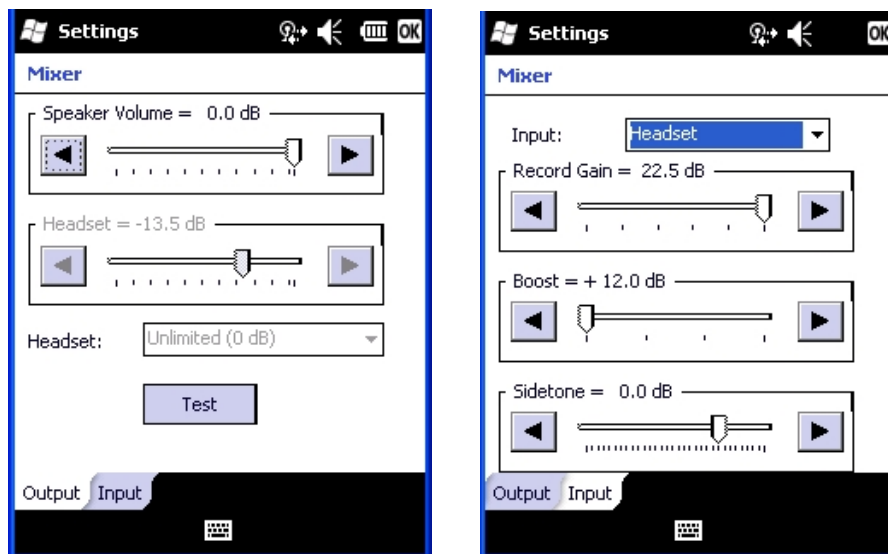 Settings
OK
Mixer
Speaker Volume = 0.0 dB
Headset = -13.5 dB
Headset: Unlimited (0 dB)
Test
Output Input
Settings
OK
Mixer
Input: Headset
Record Gain = 22.5 dB
Boost = + 12.0 dB
Sidetone = 0.0 dB
Output Input